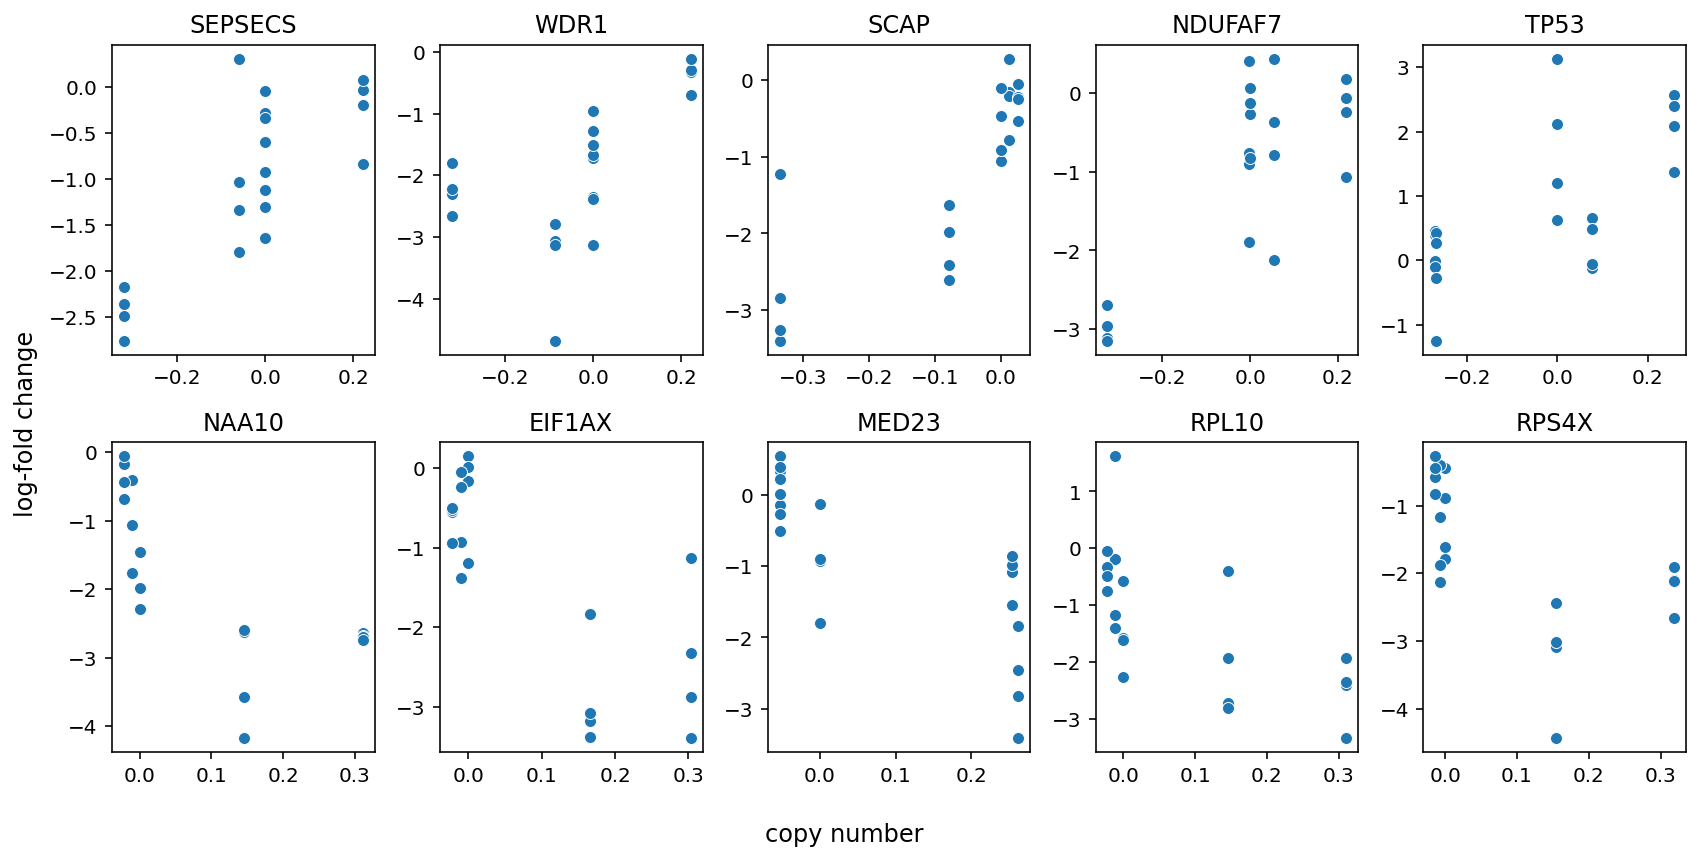 SEPSECS WDR1 SCAP NDUFAF7 TP53
0.0 −0.5 −1.0 −1.5 −2.0 −2.5
−0.2 0.0 0.2
0 −1 −2 −3 −4
−0.2 0.0 0.2
0 −1 −2 −3
−0.3 −0.2 −0.1 0.0
0 −1 −2 −3
−0.2 0.0 0.2
3 2 1 0 −1
−0.2 0.0 0.2
log-fold change
NAA10 EIF1AX MED23 RPL10 RPS4X
0 −1 −2 −3 −4
0.0 0.1 0.2 0.3
0 −1 −2 −3
0.0 0.1 0.2 0.3
0 −1 −2 −3
0.0 0.1 0.2
1 0 −1 −2 −3
0.0 0.1 0.2 0.3
−1 −2 −3 −4
0.0 0.1 0.2 0.3
copy number